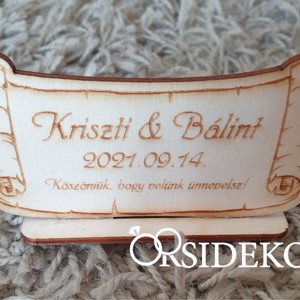 Kriszti & Bálint
2021.09.14.
Köszönjük, hogy velünk ünnepelsz!
ORSIDEKO